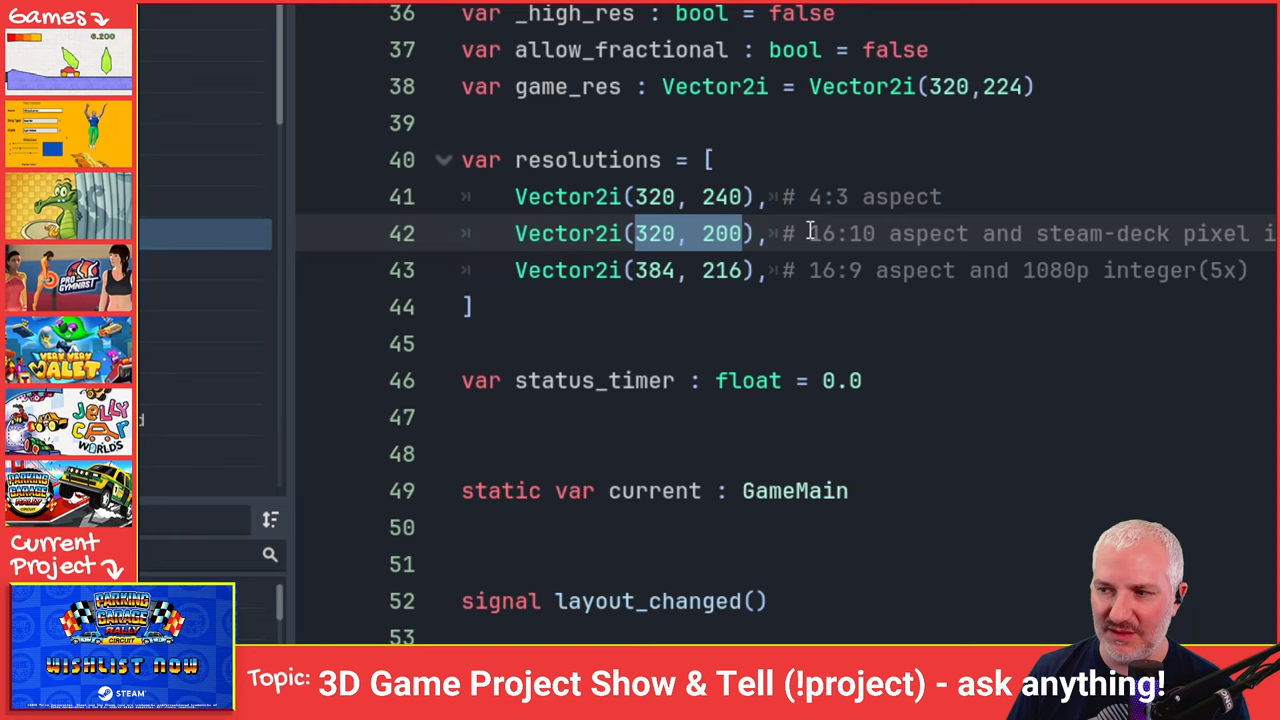 Games
6.200
PRO GYMNAST
VERY VERY VALET
JELLY CAR WORLDS
PARKING GARAGE RALLY CIRCUIT
Current Project
PARKING GARAGE RALLY CIRCUIT
WISHLIST NOW
STEAM
36 var _high_res : bool = false
37 var allow_fractional : bool = false
38 var game_res : Vector2i = Vector2i(320,224)
39
40 var resolutions = [
41 Vector2i(320, 240), # 4:3 aspect
42 Vector2i(320, 200), # 16:10 aspect and steam-deck pixel i
43 Vector2i(384, 216), # 16:9 aspect and 1080p integer(5x)
44 ]
45
46 var status_timer : float = 0.0
47
48
49 static var current : GameMain
50
51
52 signal layout_changed()
53
Topic: 3D Game Project Show & Tell (!project) - ask anything!